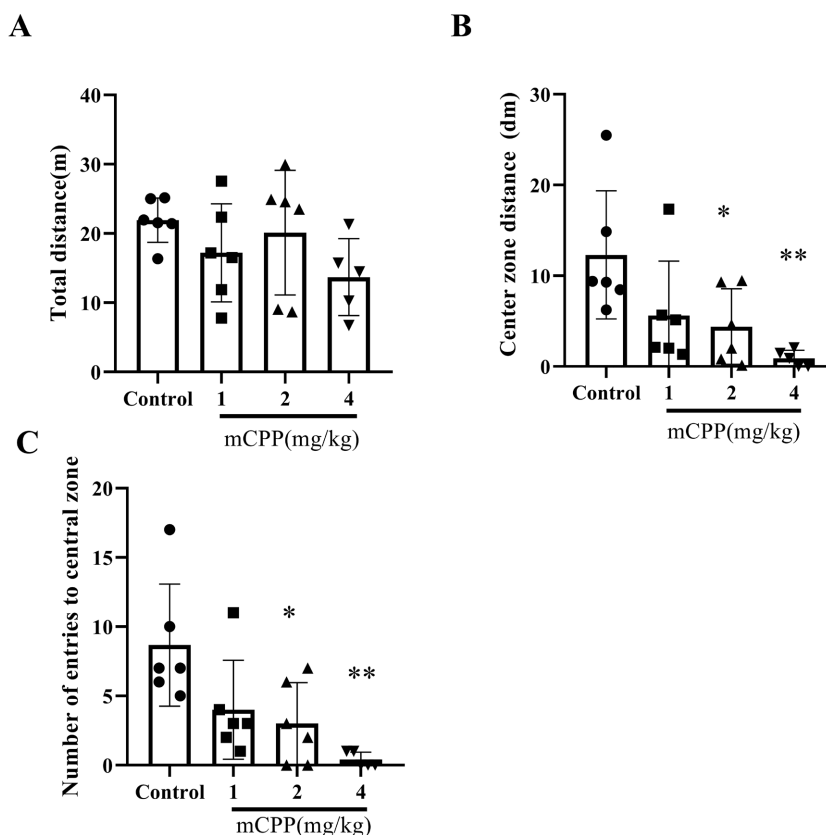 A
Total distance(m)
40
30
20
10
0
Control 1 2 4
mCPP(mg/kg)
B
Center zone distance (dm)
30
20
10
0
*
**
Control 1 2 4
mCPP(mg/kg)
C
Number of entries to central zone
20
15
10
5
0
*
**
Control 1 2 4
mCPP(mg/kg)